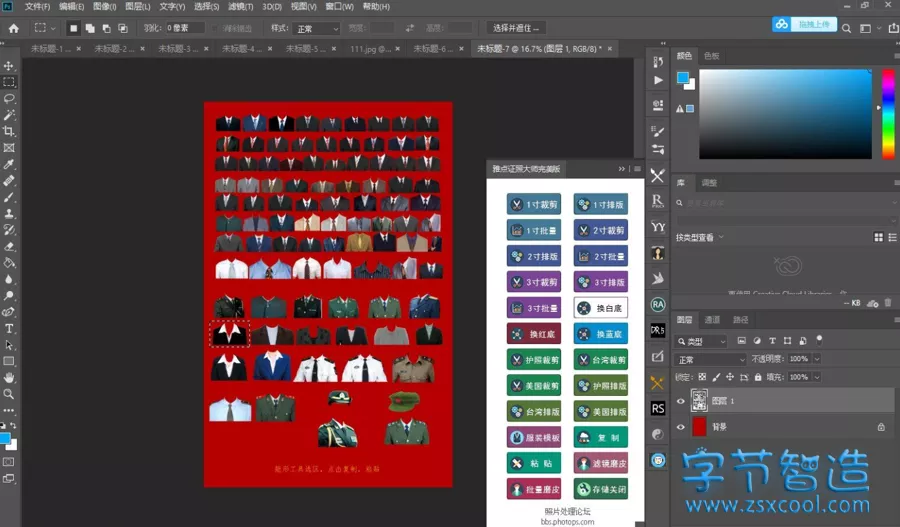 Ps 文件(F) 编辑(E) 图像(I) 图层(L) 文字(Y) 选择(S) 滤镜(T) 3D(D) 视图(V) 窗口(W) 帮助(H)
羽化: 0 像素 消除锯齿 样式: 正常 宽度: 高度: 选择并遮住 ... 拖拽上传
未标题-1 ... × 未标题-2 ... × 未标题-3 ... × 未标题-4 ... × 未标题-5 ... × 111.jpg @... × 未标题-6 ... × 未标题-7 @ 16.7% (图层 1, RGB/8) * ×
颜色 色板
雅点证照大师完美版
1寸裁剪 1寸排版
1寸批量 2寸裁剪
2寸排版 2寸批量
3寸裁剪 3寸排版
3寸批量 换白底
换红底 换蓝底
护照裁剪 台湾裁剪
美国裁剪 护照排版
台湾排版 美国排版
服装模板 复 制
粘 贴 滤镜磨皮
批量磨皮 存储关闭
照片处理论坛
bbs.photops.com
矩形工具选区，点击复制，粘贴
库 调整
按类型查看
-- KB
图层 通道 路径
类型
正常 不透明度: 100%
锁定: 填充: 100%
图层 1
背景
RA
RS
字节智造
www.zsxcool.com